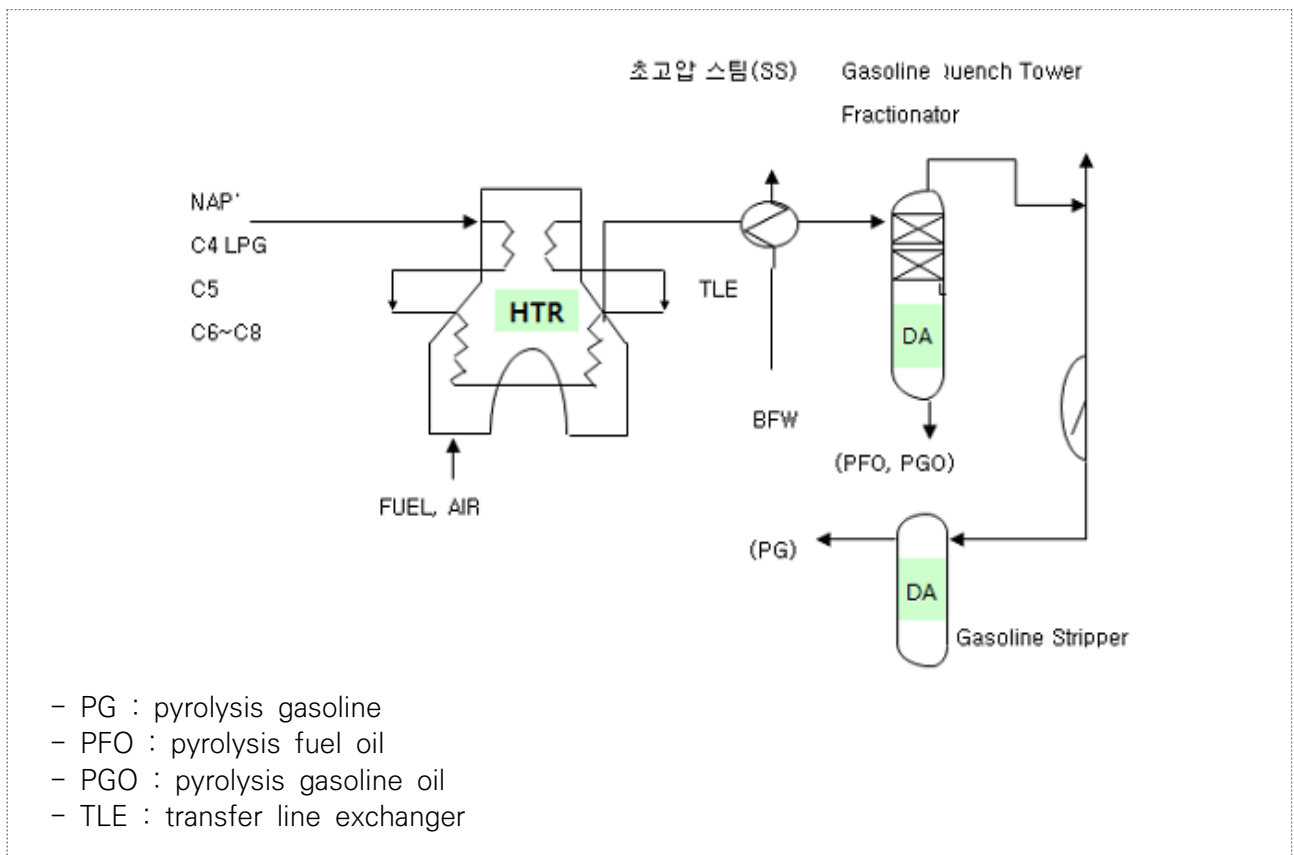 초고압 스팀(SS) Gasoline uench Tower
Fractionator
NAP'
C4 LPG
C5
C6~C8
HTR
TLE
DA
BFW
(PFO, PGO)
FUEL, AIR
(PG)
DA
Gasoline Stripper
- PG : pyrolysis gasoline
- PFO : pyrolysis fuel oil
- PGO : pyrolysis gasoline oil
- TLE : transfer line exchanger